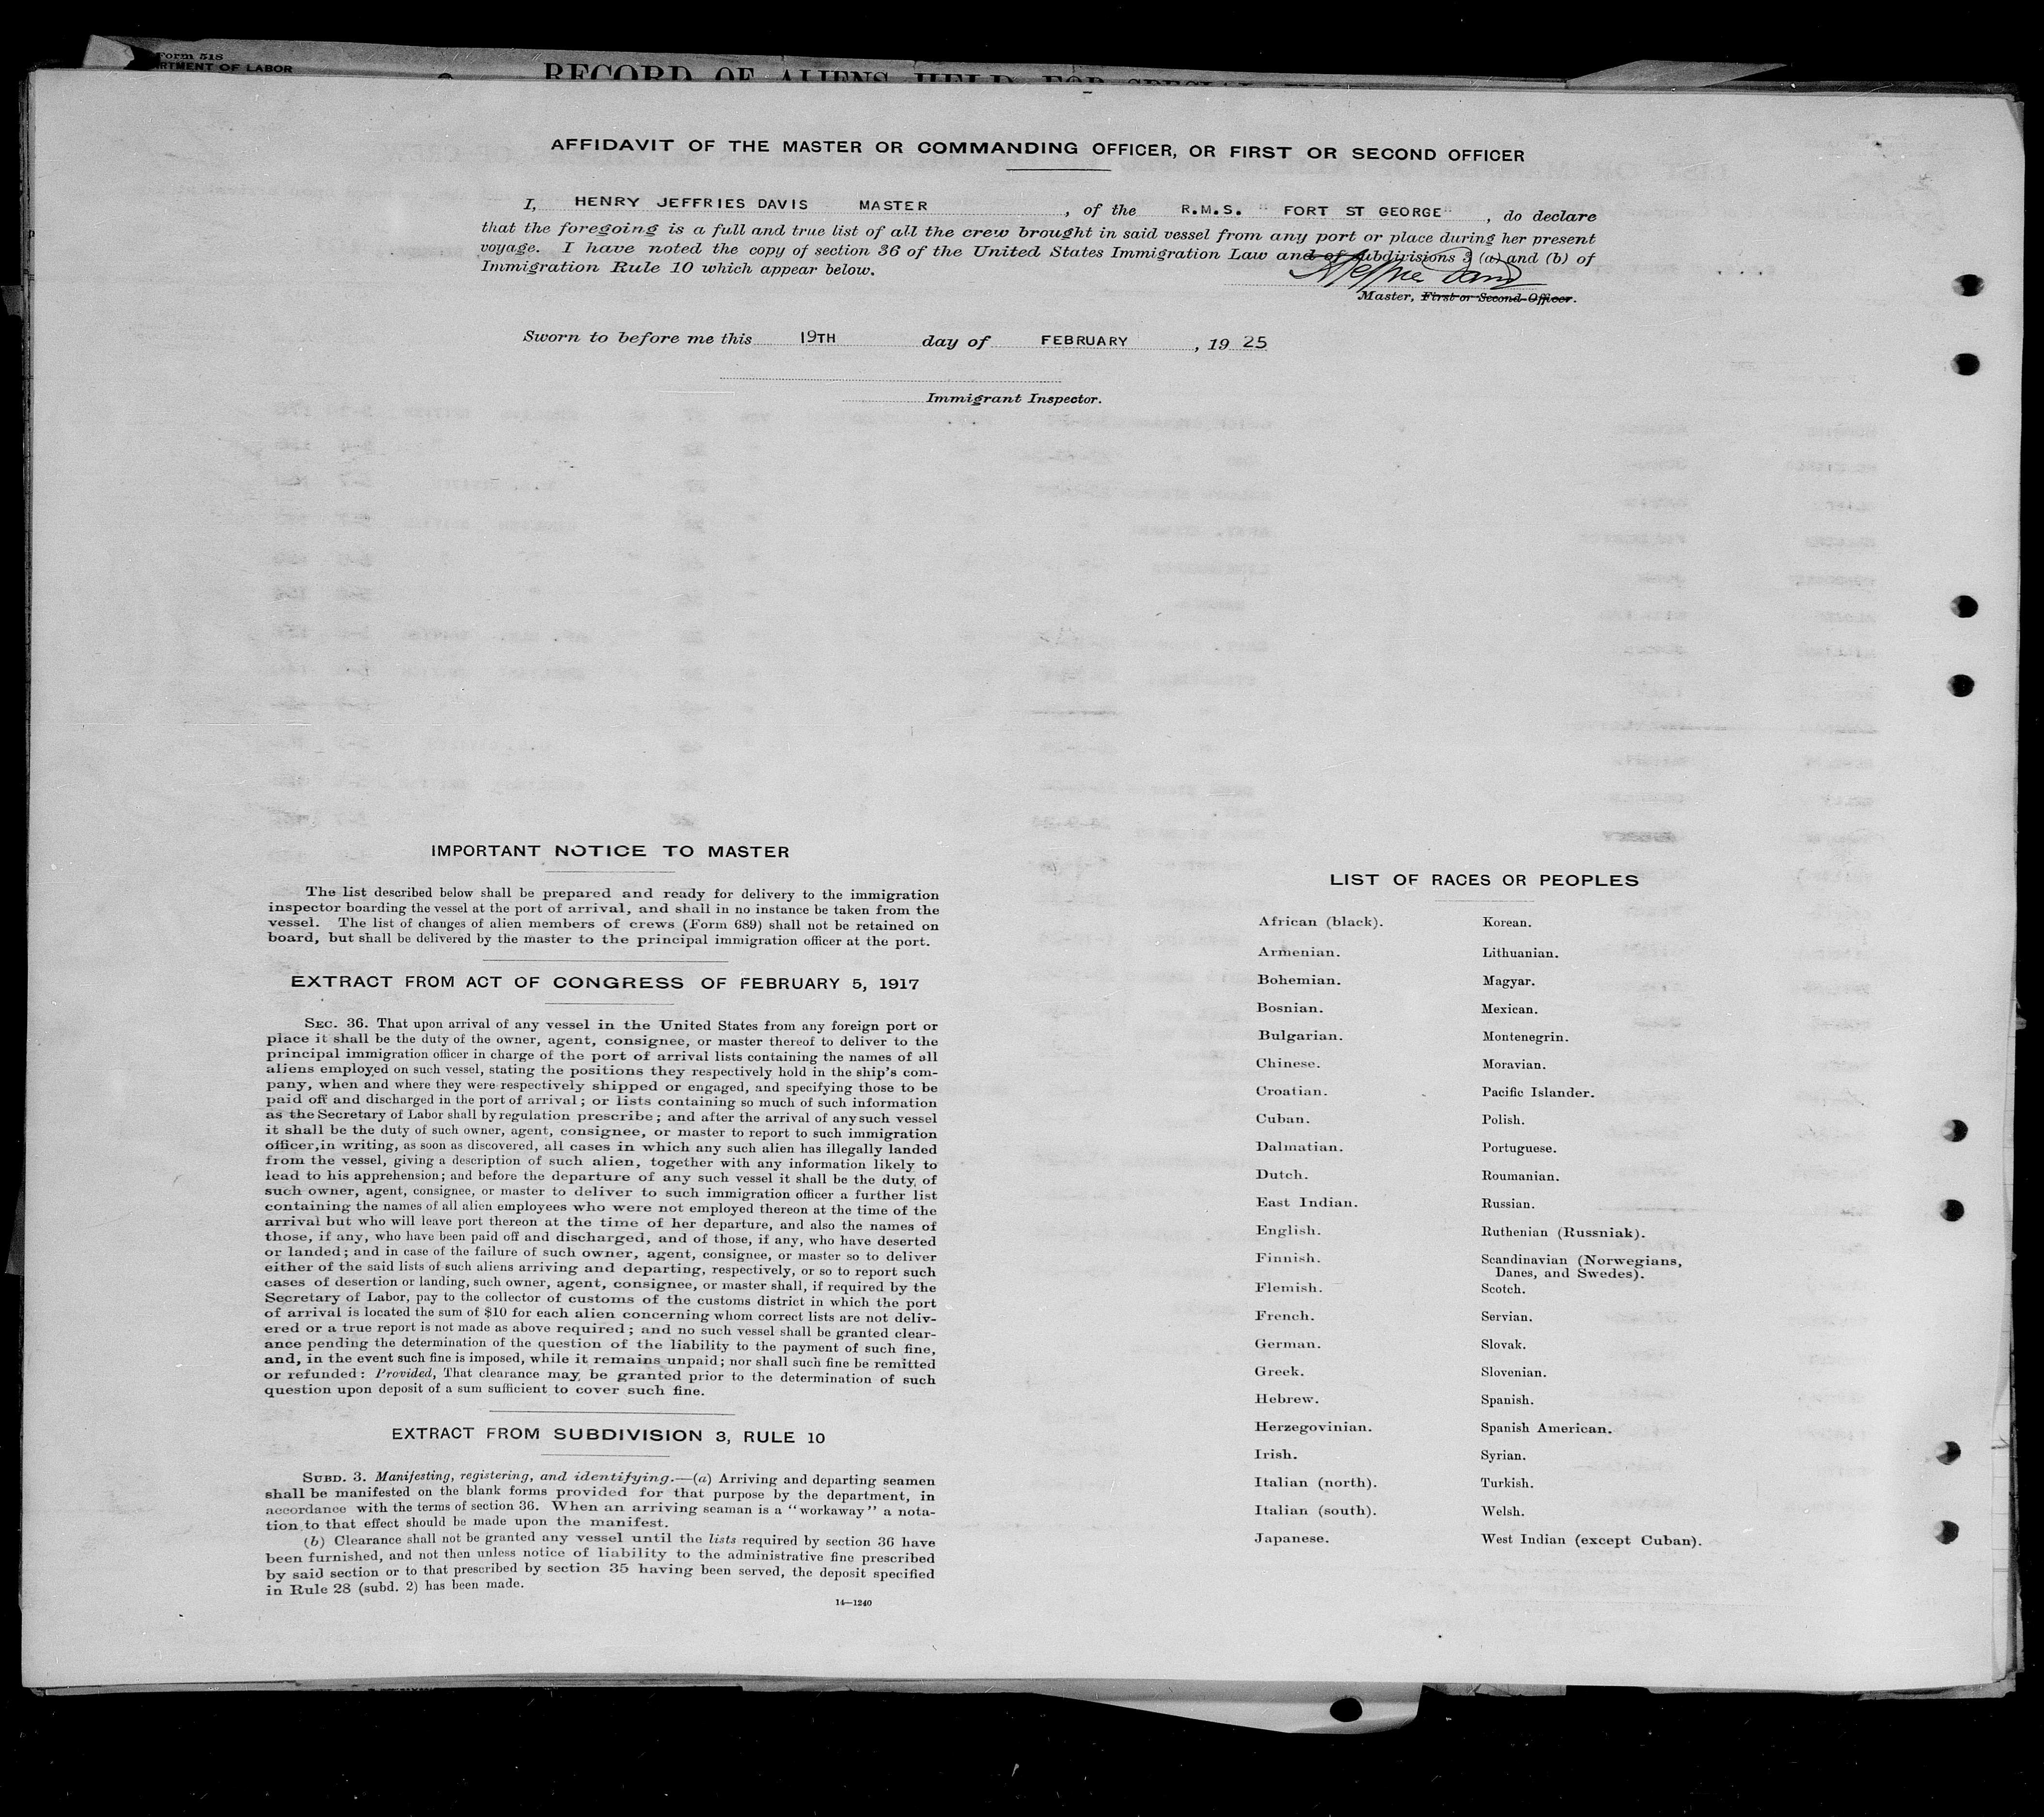 Form 518
RTMENT OF LABOR
RECORD OF ALIENS HELD FOR SPECIAL
AFFIDAVIT OF THE MASTER OR COMMANDING OFFICER, OR FIRST OR SECOND OFFICER
I, HENRY JEFFRIES DAVIS MASTER, of the R.M.S. "FORT ST GEORGE", do declare
that the foregoing is a full and true list of all the crew brought in said vessel from any port or place during her present
voyage. I have noted the copy of section 36 of the United States Immigration Law and of subdivisions 3 (a) and (b) of
Immigration Rule 10 which appear below.
Master, First or Second Officer.
Sworn to before me this 19TH day of FEBRUARY, 19 25
Immigrant Inspector.
IMPORTANT NOTICE TO MASTER
The list described below shall be prepared and ready for delivery to the immigration
inspector boarding the vessel at the port of arrival, and shall in no instance be taken from the
vessel. The list of changes of alien members of crews (Form 689) shall not be retained on
board, but shall be delivered by the master to the principal immigration officer at the port.
EXTRACT FROM ACT OF CONGRESS OF FEBRUARY 5, 1917
SEC. 36. That upon arrival of any vessel in the United States from any foreign port or
place it shall be the duty of the owner, agent, consignee, or master thereof to deliver to the
principal immigration officer in charge of the port of arrival lists containing the names of all
aliens employed on such vessel, stating the positions they respectively hold in the ship's com-
pany, when and where they were respectively shipped or engaged, and specifying those to be
paid off and discharged in the port of arrival; or lists containing so much of such information
as the Secretary of Labor shall by regulation prescribe; and after the arrival of any such vessel
it shall be the duty of such owner, agent, consignee, or master to report to such immigration
officer, in writing, as soon as discovered, all cases in which any such alien has illegally landed
from the vessel, giving a description of such alien, together with any information likely to
lead to his apprehension; and before the departure of any such vessel it shall be the duty of
such owner, agent, consignee, or master to deliver to such immigration officer a further list
containing the names of all alien employees who were not employed thereon at the time of the
arrival but who will leave port thereon at the time of her departure, and also the names of
those, if any, who have been paid off and discharged, and of those, if any, who have deserted
or landed; and in case of the failure of such owner, agent, consignee, or master so to deliver
either of the said lists of such aliens arriving and departing, respectively, or so to report such
cases of desertion or landing, such owner, agent, consignee, or master shall, if required by the
Secretary of Labor, pay to the collector of customs of the customs district in which the port
of arrival is located the sum of $10 for each alien concerning whom correct lists are not deliv-
ered or a true report is not made as above required; and no such vessel shall be granted clear-
ance pending the determination of the question of the liability to the payment of such fine,
and, in the event such fine is imposed, while it remains unpaid; nor shall such fine be remitted
or refunded: Provided, That clearance may be granted prior to the determination of such
question upon deposit of a sum sufficient to cover such fine.
EXTRACT FROM SUBDIVISION 3, RULE 10
SUBD. 3. Manifesting, registering, and identifying.—(a) Arriving and departing seamen
shall be manifested on the blank forms provided for that purpose by the department, in
accordance with the terms of section 36. When an arriving seaman is a "workaway" a nota-
tion to that effect should be made upon the manifest.
(b) Clearance shall not be granted any vessel until the lists required by section 36 have
been furnished, and not then unless notice of liability to the administrative fine prescribed
by said section or to that prescribed by section 35 having been served, the deposit specified
in Rule 28 (subd. 2) has been made.
14—1240
LIST OF RACES OR PEOPLES
African (black). Korean.
Armenian. Lithuanian.
Bohemian. Magyar.
Bosnian. Mexican.
Bulgarian. Montenegrin.
Chinese. Moravian.
Croatian. Pacific Islander.
Cuban. Polish.
Dalmatian. Portuguese.
Dutch. Roumanian.
East Indian. Russian.
English. Ruthenian (Russniak).
Finnish. Scandinavian (Norwegians,
Danes, and Swedes).
Flemish. Scotch.
French. Servian.
German. Slovak.
Greek. Slovenian.
Hebrew. Spanish.
Herzegovinian. Spanish American.
Irish. Syrian.
Italian (north). Turkish.
Italian (south). Welsh.
Japanese. West Indian (except Cuban).